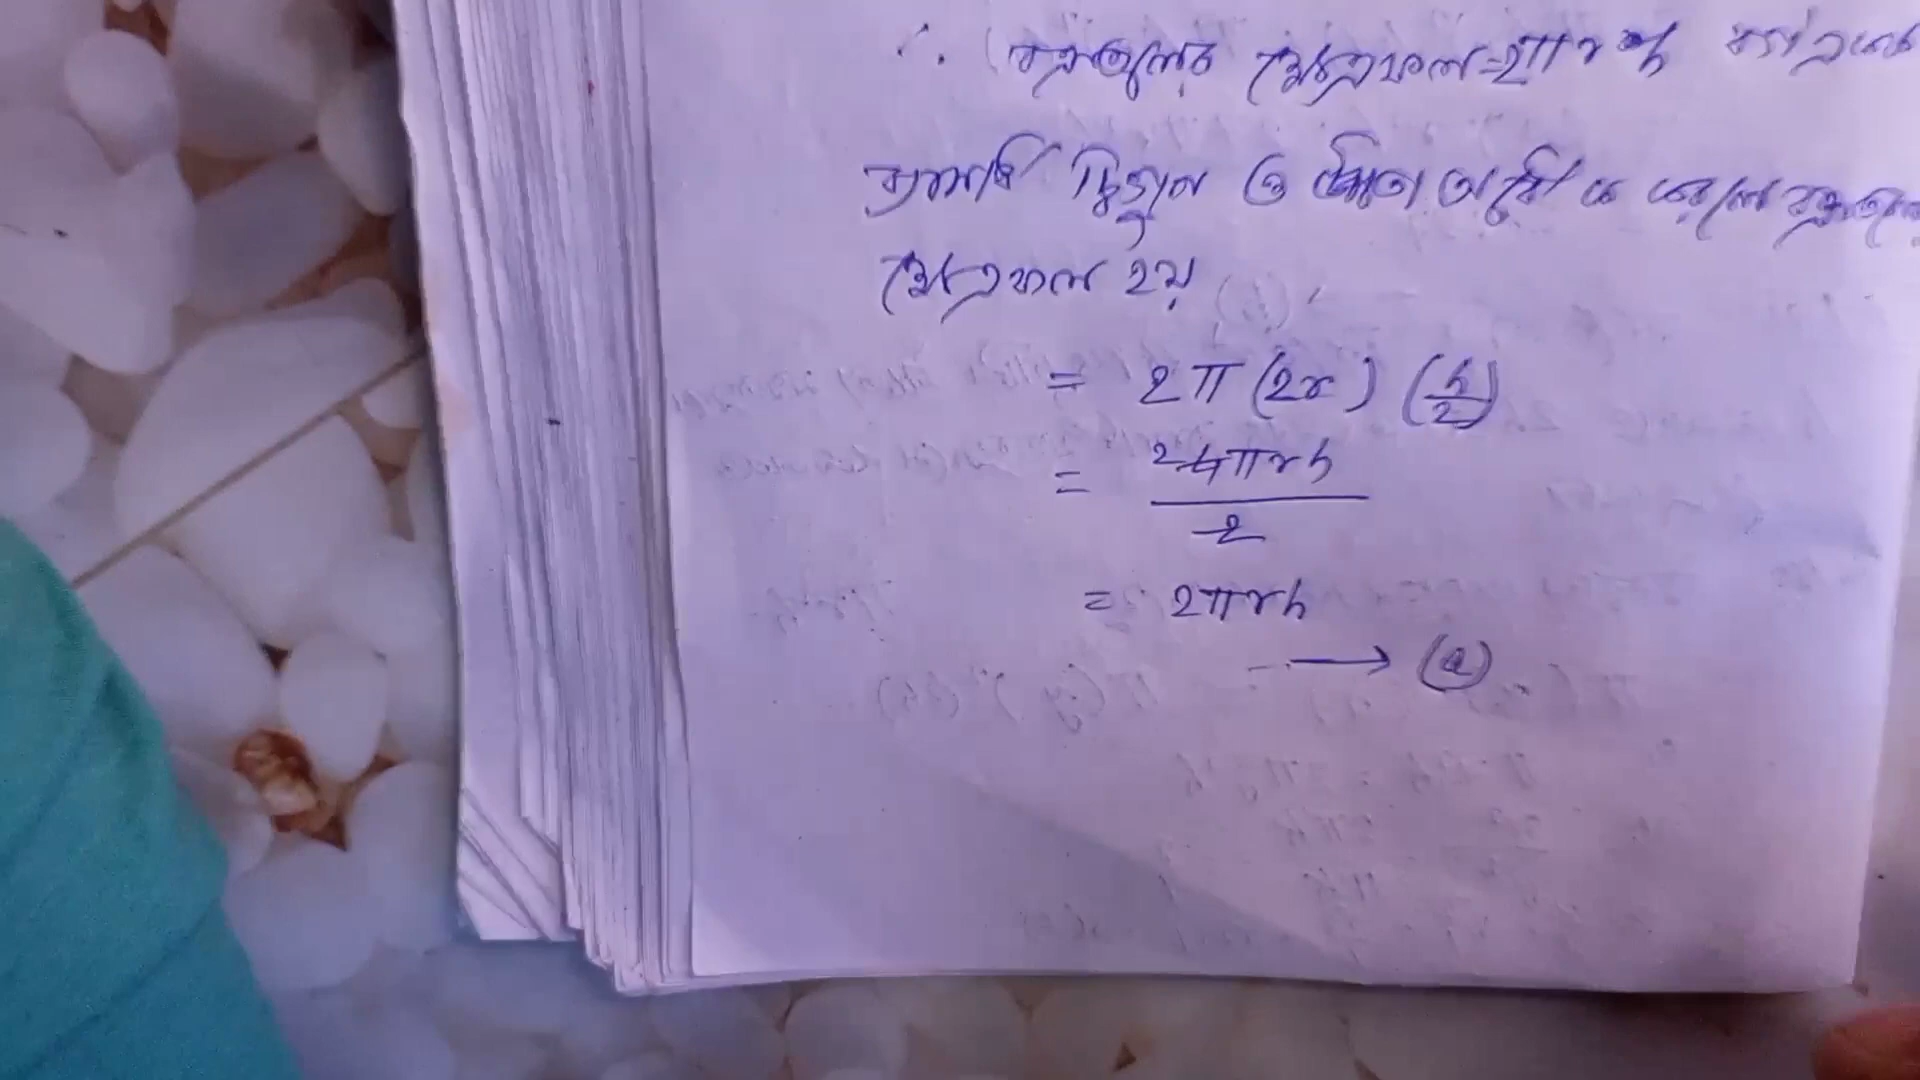 ∴ বক্রতলের ক্ষেত্রফল = 2πrh বর্গ একক
ব্যাসার্ধ দ্বিগুন ও উচ্চতা অর্ধেক করলে বক্রতলের
ক্ষেত্রফল হয়
= 2π (2r) (h/2)
= 2 4πrh / 2
= 2πrh
→ (a)